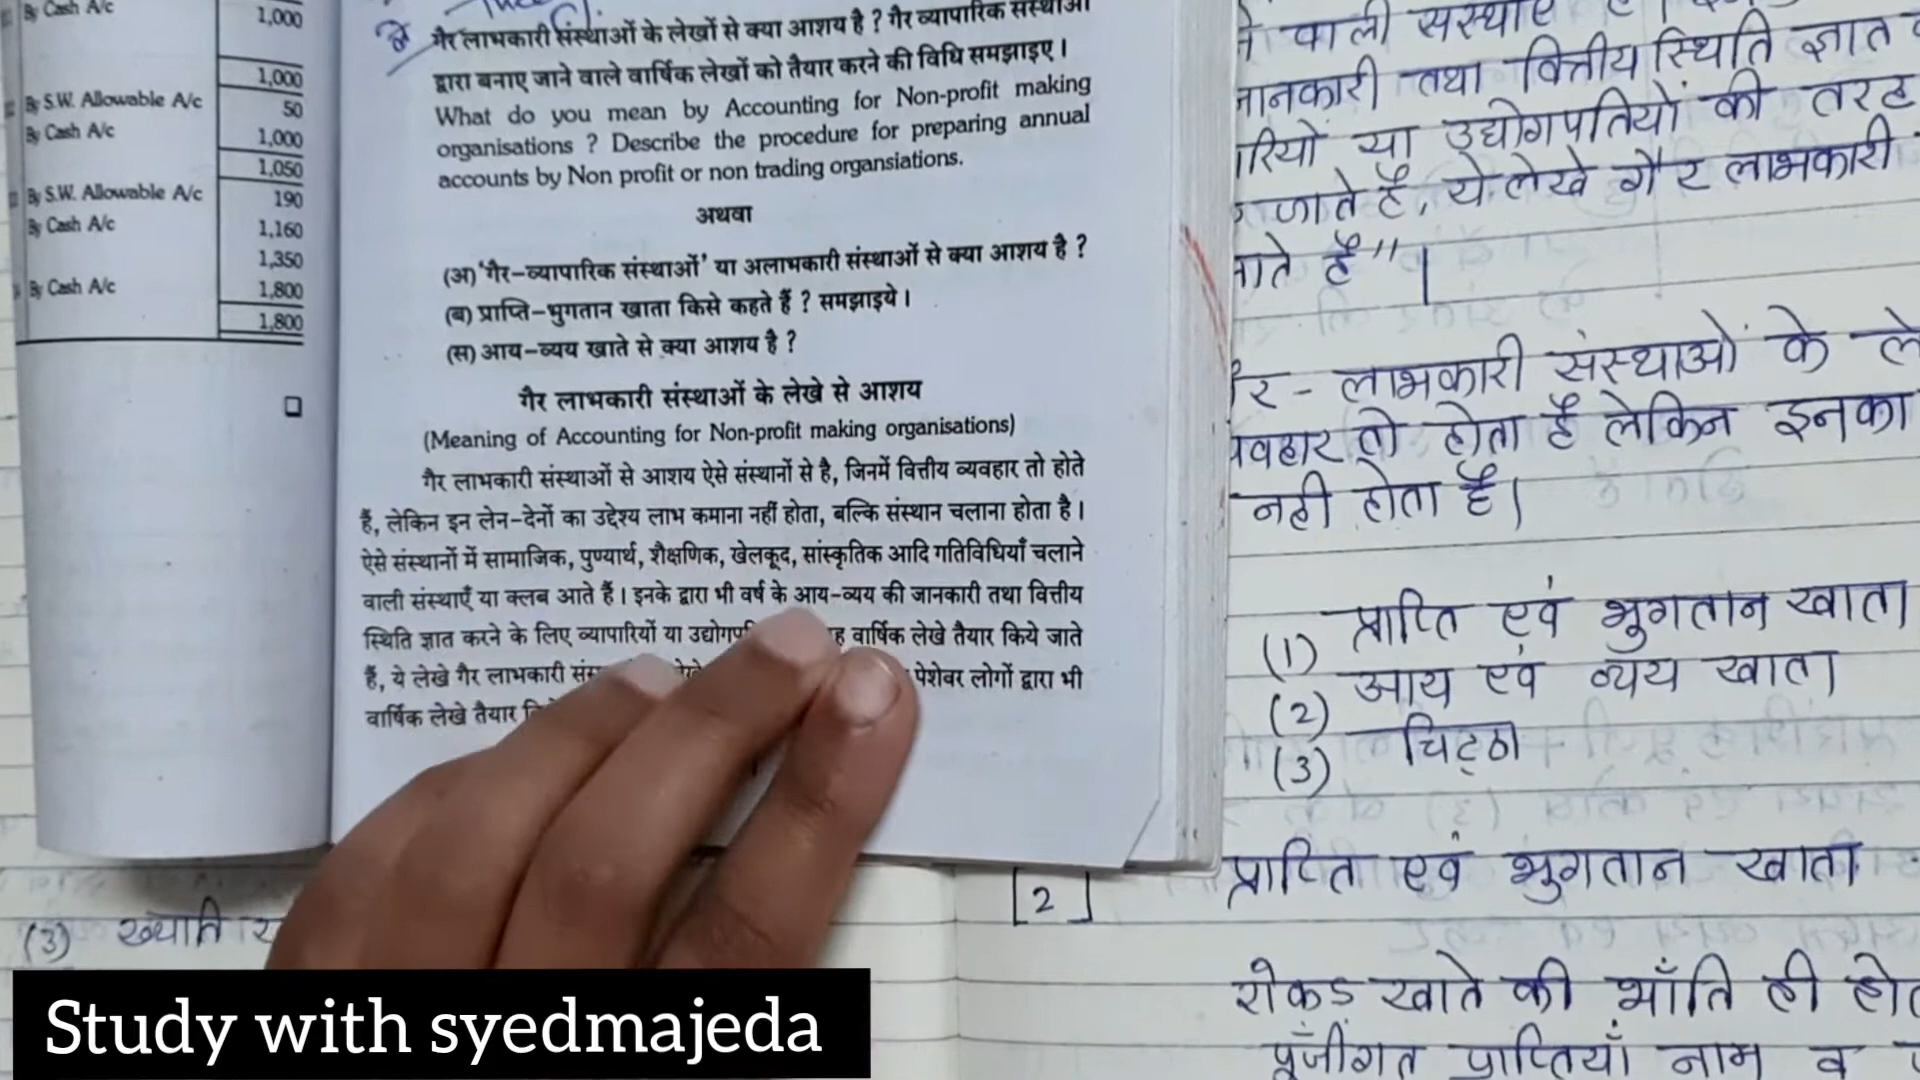 By Cash A/c
1,000
1,000
By S.W. Allowable A/c
50
By Cash A/c
1,000
1,050
By S.W. Allowable A/c
190
By Cash A/c
1,160
1,350
By Cash A/c
1,800
1,800
गैर लाभकारी संस्थाओं के लेखों से क्या आशय है ? गैर व्यापारिक संस्थाओं
द्वारा बनाए जाने वाले वार्षिक लेखों को तैयार करने की विधि समझाइए।
What do you mean by Accounting for Non-profit making
organisations ? Describe the procedure for preparing annual
accounts by Non profit or non trading organsiations.
अथवा
(अ) 'गैर-व्यापारिक संस्थाओं' या अलाभकारी संस्थाओं से क्या आशय है ?
(ब) प्राप्ति-भुगतान खाता किसे कहते हैं ? समझाइये।
(स) आय-व्यय खाते से क्या आशय है ?
गैर लाभकारी संस्थाओं के लेखे से आशय
(Meaning of Accounting for Non-profit making organisations)
गैर लाभकारी संस्थाओं से आशय ऐसे संस्थानों से है, जिनमें वित्तीय व्यवहार तो होते
हैं, लेकिन इन लेन-देनों का उद्देश्य लाभ कमाना नहीं होता, बल्कि संस्थान चलाना होता है।
ऐसे संस्थानों में सामाजिक, पुण्यार्थ, शैक्षणिक, खेलकूद, सांस्कृतिक आदि गतिविधियाँ चलाने
वाली संस्थाएँ या क्लब आते हैं। इनके द्वारा भी वर्ष के आय-व्यय की जानकारी तथा वित्तीय
स्थिति ज्ञात करने के लिए व्यापारियों या वार्षिक लेखे तैयार किये जाते
हैं, ये लेखे गैर लाभकारी पेशेवर लोगों द्वारा भी
वार्षिक लेखे तैयार
वाली संस्थाएँ
जानकारी तथा वित्तीय स्थिति ज्ञात
या उद्योगपतियों की तरह
जाते है, ये लेखे गैर लाभकारी
है"।
लाभकारी संस्थाओं के
तो होता है लेकिन इनका
नही होता है।
(1) प्राप्ति एवं भुगतान खाता
(2) आय एवं व्यय खाता
(3) चिट्ठा
[2] प्राप्ति एवं भुगतान खाता
रोकड़ खाते की भाँति ही
पूँजीगत प्राप्तियाँ नाम व
(3) ख्याति
Study with syedmajeda